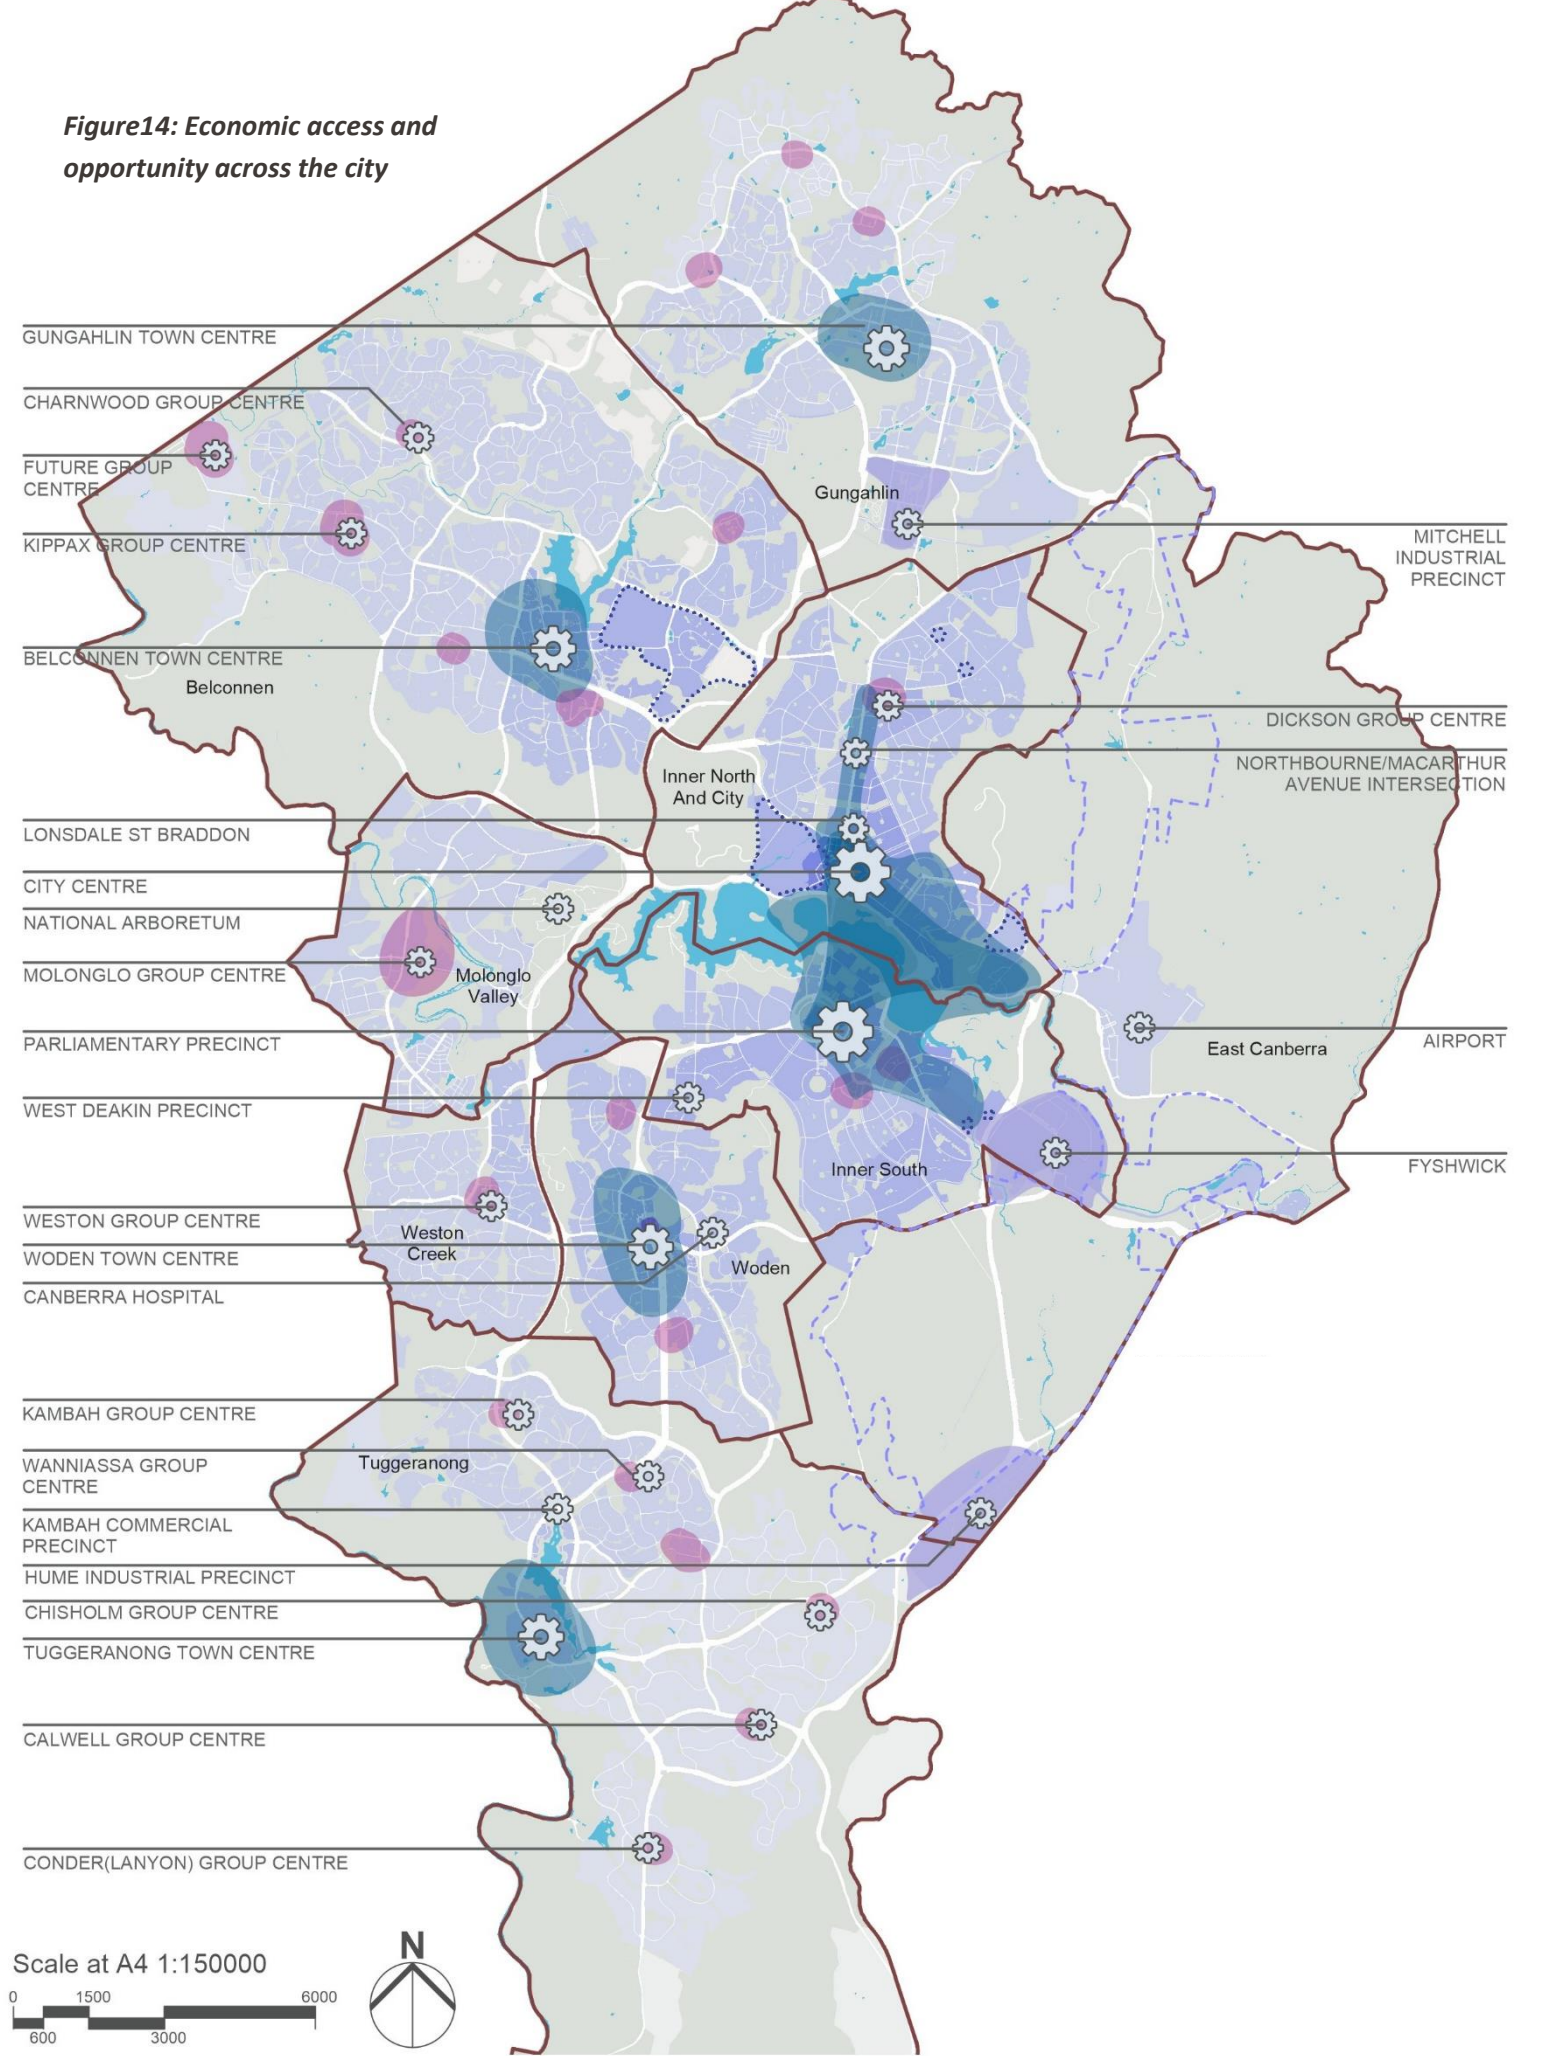 Figure14: Economic access and
opportunity across the city
GUNGAHLIN TOWN CENTRE
CHARNWOOD GROUP CENTRE
FUTURE GROUP
CENTRE
KIPPAX GROUP CENTRE
BELCONNEN TOWN CENTRE
Belconnen
Gungahlin
MITCHELL
INDUSTRIAL
PRECINCT
DICKSON GROUP CENTRE
NORTHBOURNE/MACARTHUR
AVENUE INTERSECTION
Inner North
And City
LONSDALE ST BRADDON
CITY CENTRE
NATIONAL ARBORETUM
MOLONGLO GROUP CENTRE
Molonglo
Valley
PARLIAMENTARY PRECINCT
AIRPORT
East Canberra
WEST DEAKIN PRECINCT
Inner South
FYSHWICK
WESTON GROUP CENTRE
Weston
Creek
WODEN TOWN CENTRE
Woden
CANBERRA HOSPITAL
KAMBAH GROUP CENTRE
WANNIASSA GROUP
CENTRE
Tuggeranong
KAMBAH COMMERCIAL
PRECINCT
HUME INDUSTRIAL PRECINCT
CHISHOLM GROUP CENTRE
TUGGERANONG TOWN CENTRE
CALWELL GROUP CENTRE
CONDER(LANYON) GROUP CENTRE
Scale at A4 1:150000
0 1500 6000
600 3000
N